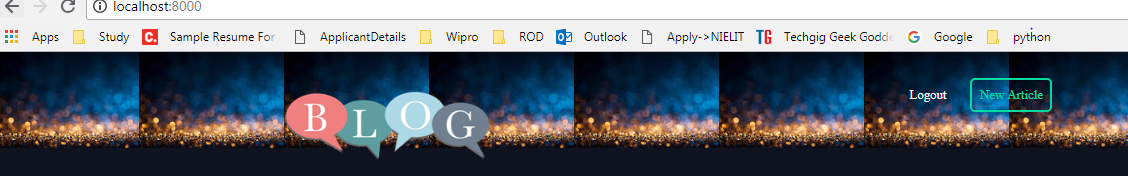 localhost:8000
Apps Study C. Sample Resume For ApplicantDetails Wipro ROD Outlook Apply->NIELIT TG Techgig Geek Godde Google python
Logout New Article
BLOG